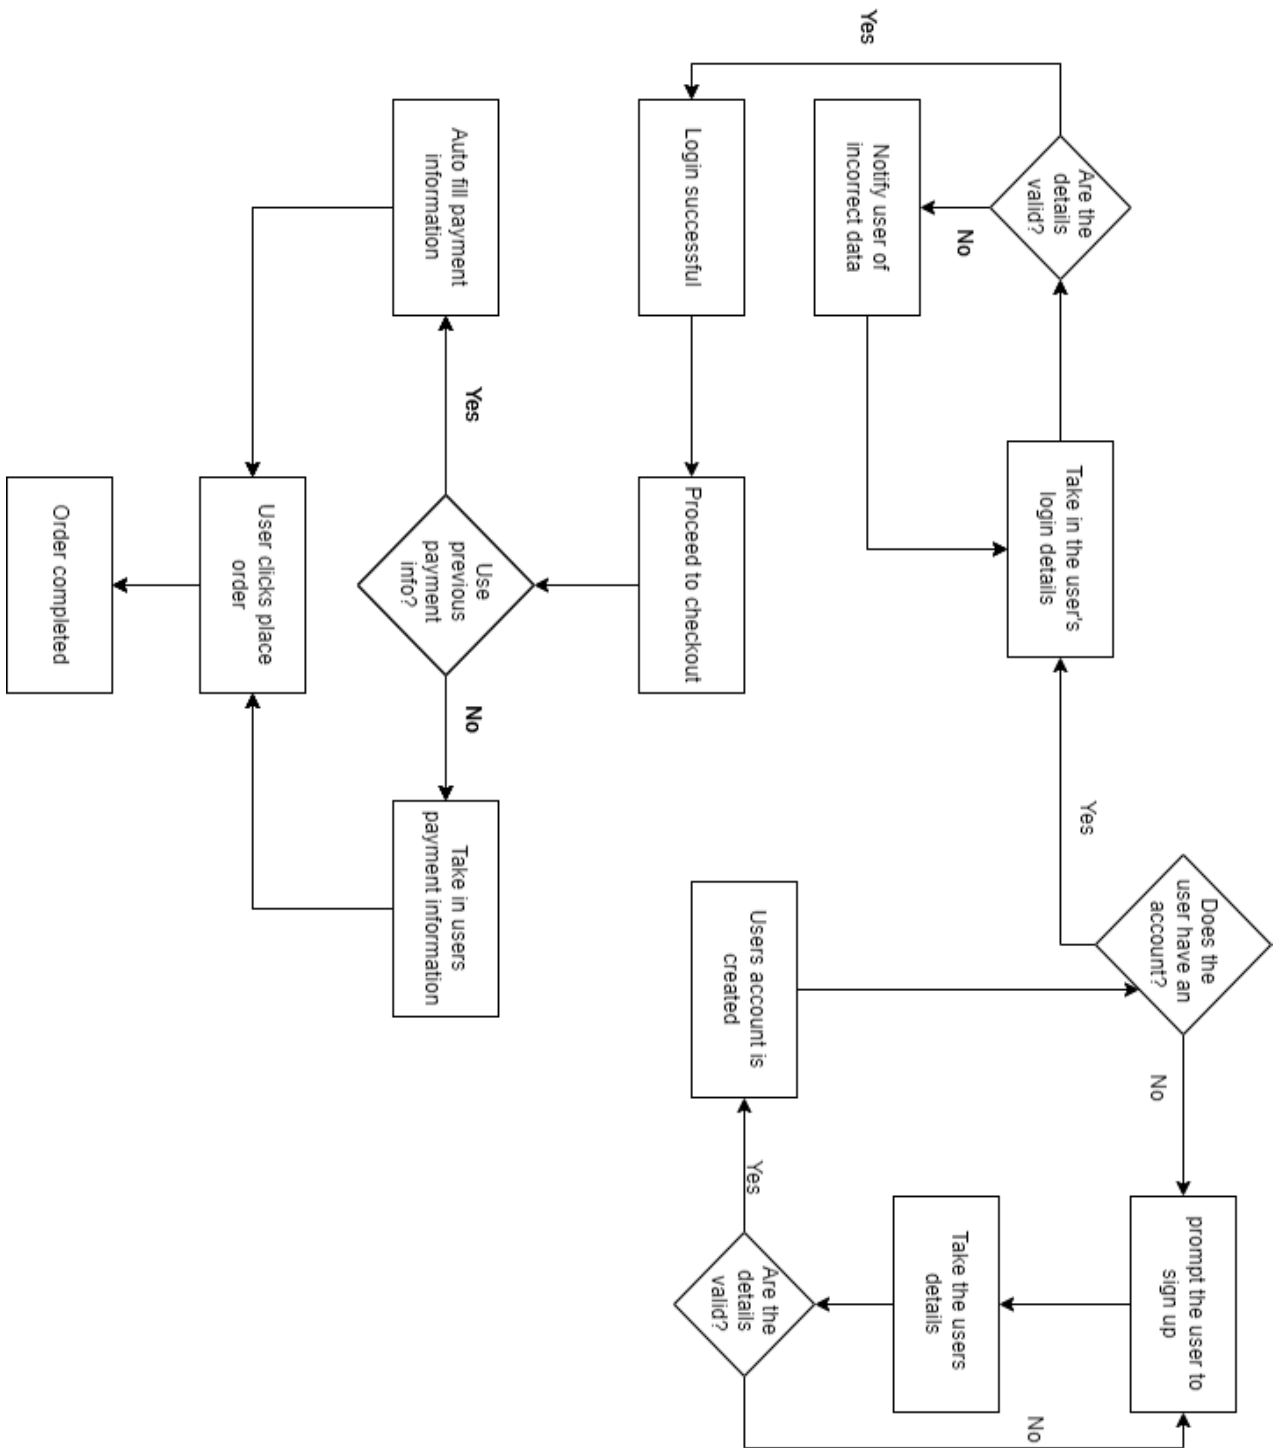 Does the
user have an
account?
No
prompt the user to
sign up
Yes
Take in the user's
login details
Are the
details
valid?
No
Notify user of
incorrect data
Yes
No
Take the users
details
Are the
details
valid?
Yes
Users account is
created
Login successful
Proceed to checkout
Use
previous
payment
info?
Yes
No
Auto fill payment
information
Take in users
payment information
User clicks place
order
Order completed